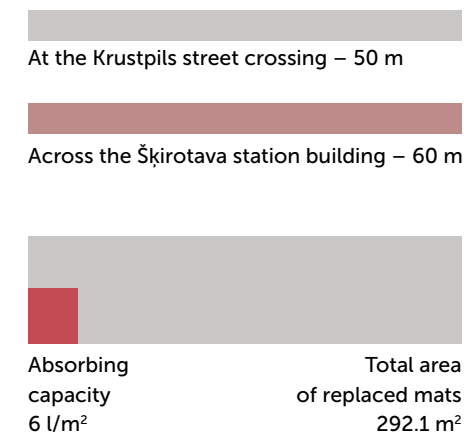 At the Krustpils street crossing – 50 m
Across the Šķirotava station building – 60 m
Absorbing
capacity
6 l/m²
Total area
of replaced mats
292.1 m²